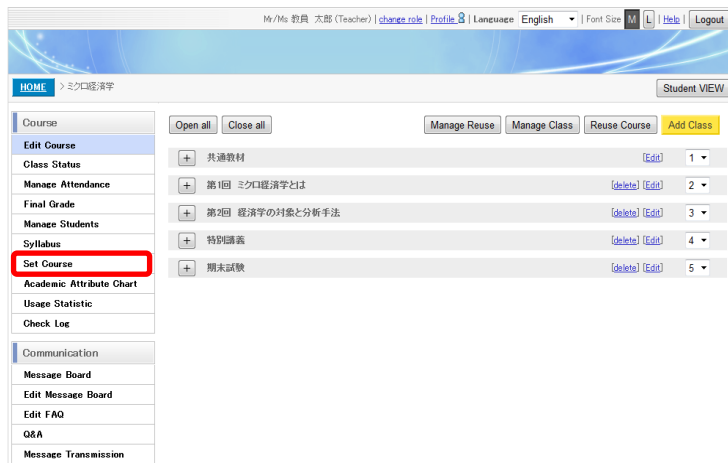 Mr/Ms 教員 太郎 (Teacher) | change role | Profile | Language English | Font Size M L | Help | Logout
HOME > ミクロ経済学 Student VIEW
Course
Edit Course
Class Status
Manage Attendance
Final Grade
Manage Students
Syllabus
Set Course
Academic Attribute Chart
Usage Statistic
Check Log
Communication
Message Board
Edit Message Board
Edit FAQ
Q&A
Message Transmission
Open all Close all Manage Reuse Manage Class Reuse Course Add Class
+ 共通教材 [Edit] 1
+ 第1回 ミクロ経済学とは [delete] [Edit] 2
+ 第2回 経済学の対象と分析手法 [delete] [Edit] 3
+ 特別講義 [delete] [Edit] 4
+ 期末試験 [delete] [Edit] 5